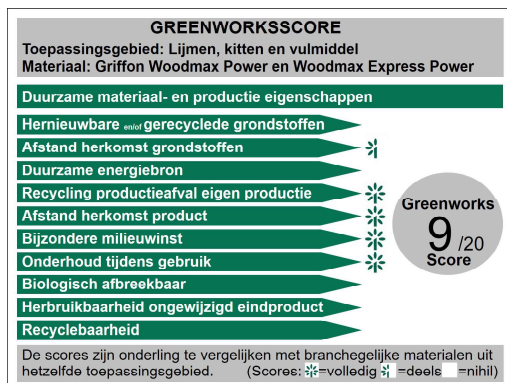 GREENWORKSSCORE
Toepassingsgebied: Lijmen, kitten en vulmiddel
Materiaal: Griffon Woodmax Power en Woodmax Express Power
Duurzame materiaal- en productie eigenschappen
Hernieuwbare en/of gerecyclede grondstoffen
Afstand herkomst grondstoffen
Duurzame energiebron
Recycling productieafval eigen productie
Afstand herkomst product
Bijzondere milieuwinst
Onderhoud tijdens gebruik
Biologisch afbreekbaar
Herbruikbaarheid ongewijzigd eindproduct
Recyclebaarheid
Greenworks
9 /20
Score
De scores zijn onderling te vergelijken met branchegelijke materialen uit
hetzelfde toepassingsgebied. (Scores: =volledig =deels =nihil)